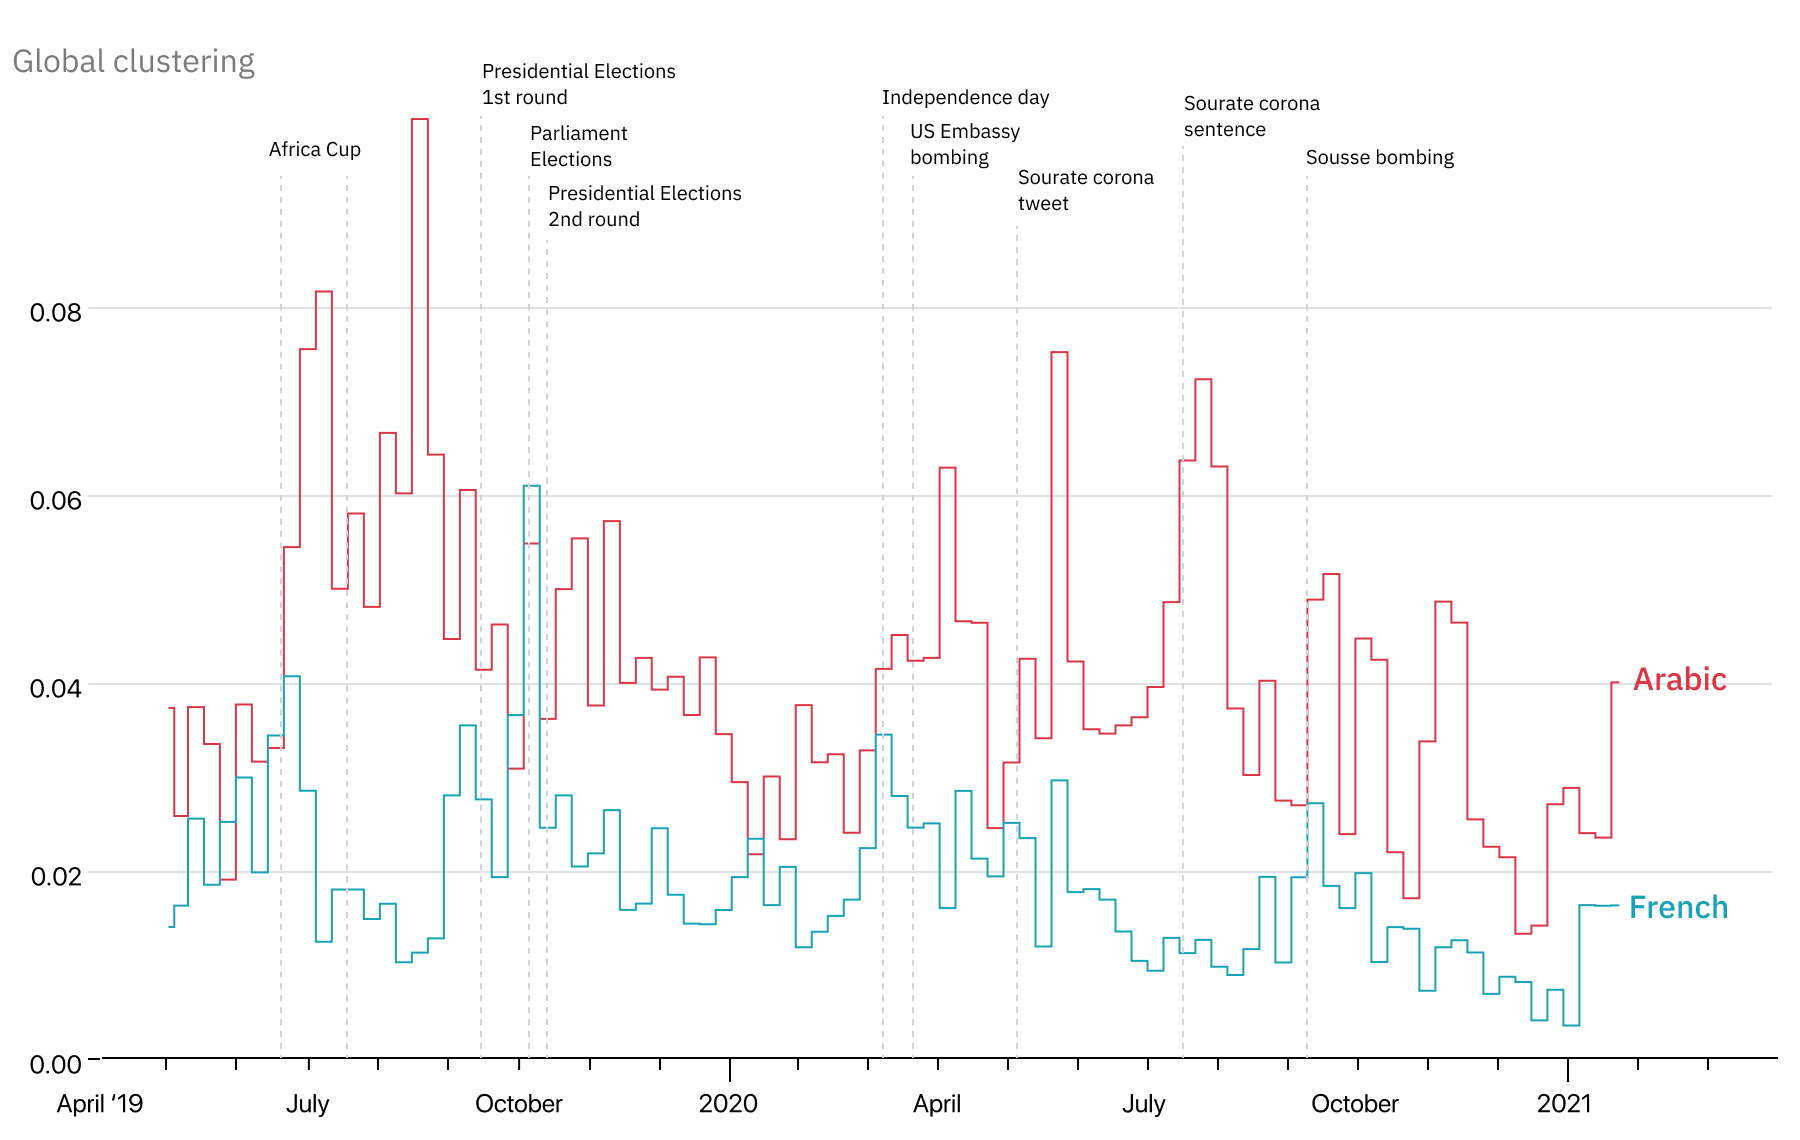 Global clustering
Presidential Elections
1st round
Independence day
Sourate corona
sentence
Africa Cup
Parliament
Elections
US Embassy
bombing
Sousse bombing
Presidential Elections
2nd round
Sourate corona
tweet
0.08
0.06
0.04
0.02
0.00
Arabic
French
April '19
July
October
2020
April
July
October
2021